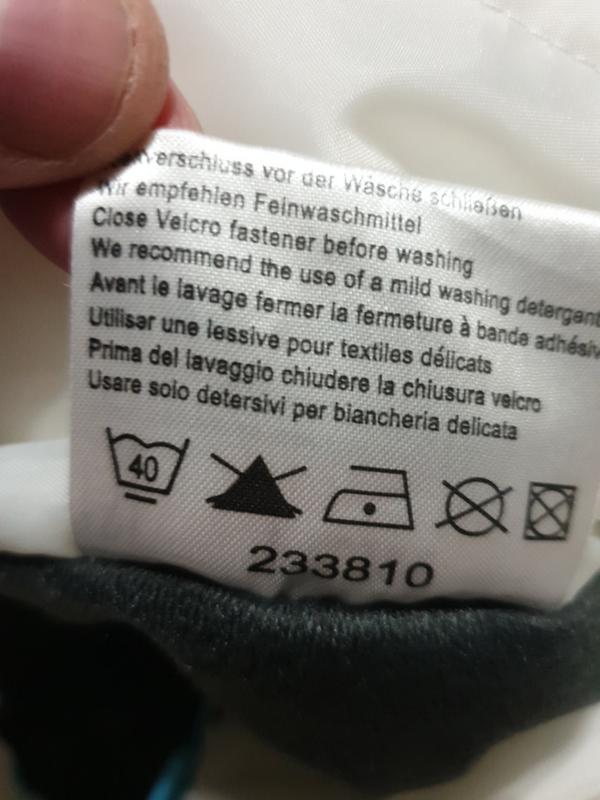 verschluss vor der Wäsche schließen
Wir empfehlen Feinwaschmittel
Close Velcro fastener before washing
We recommend the use of a mild washing detergent
Avant le lavage fermer la fermeture à bande adhésiv
Utiliser une lessive pour textiles délicats
Prima del lavaggio chiudere la chiusura velcro
Usare solo detersivi per biancheria delicata
40
233810